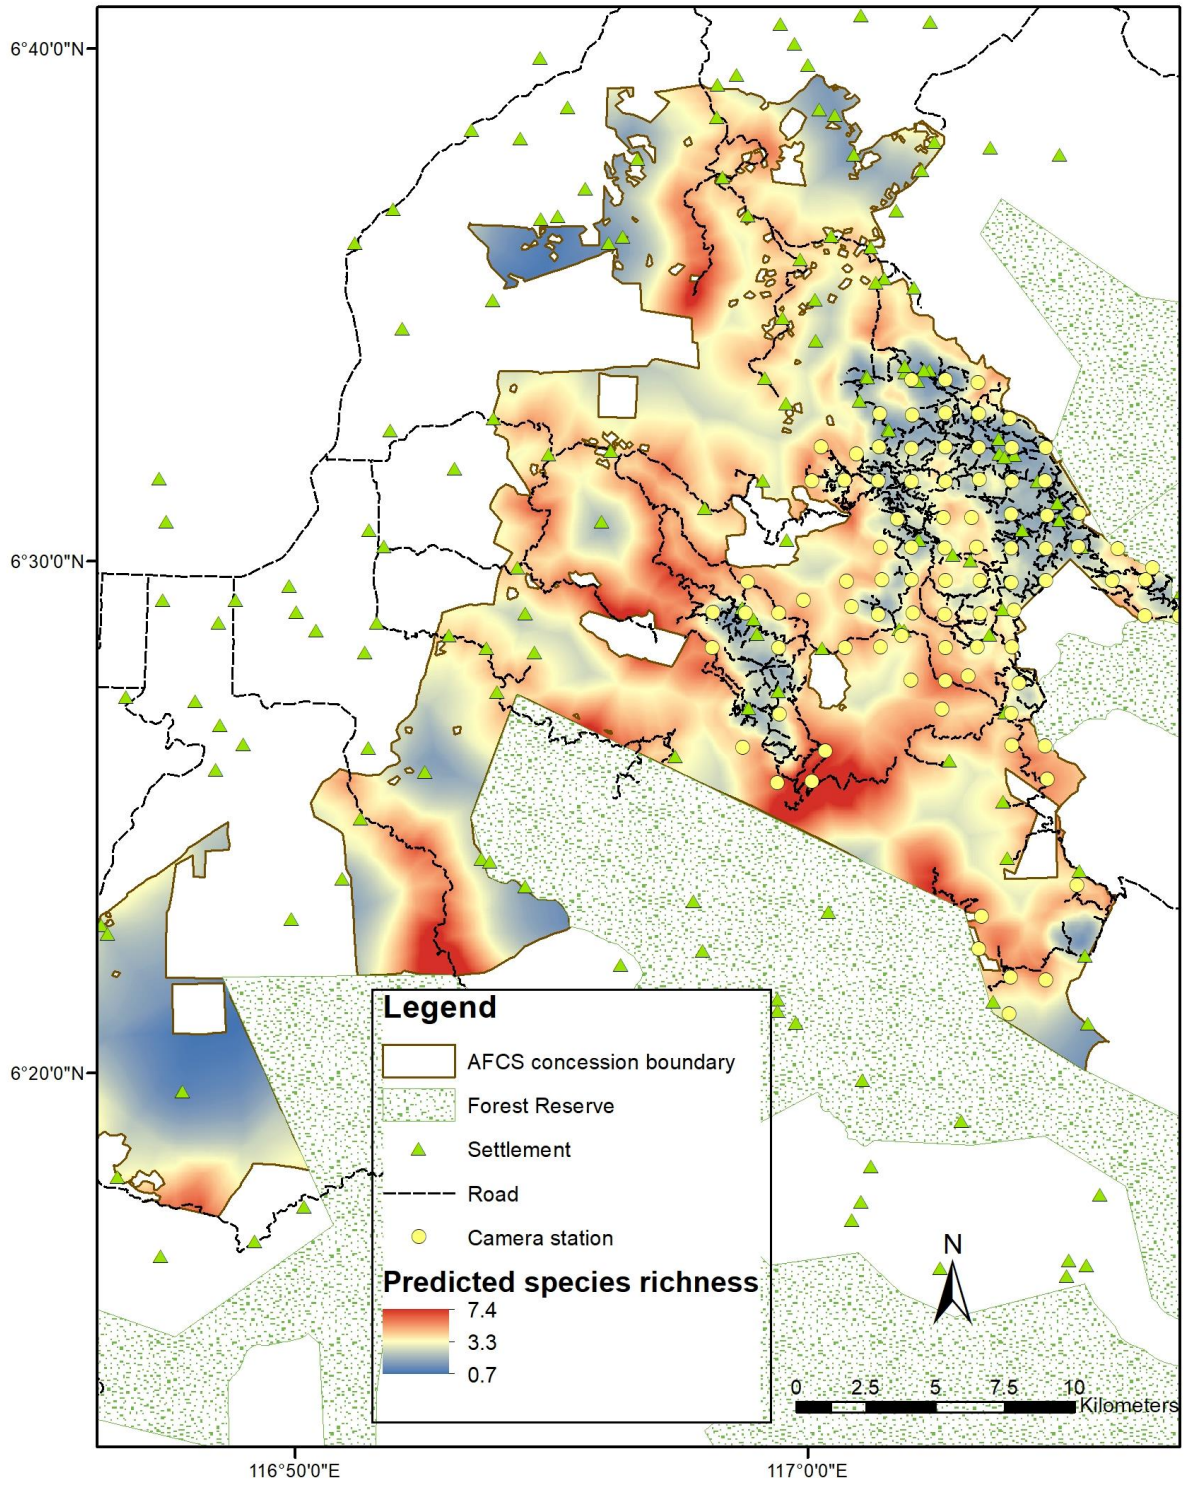 6°40'0"N
6°30'0"N
6°20'0"N
Legend
AFCS concession boundary
Forest Reserve
Settlement
Road
Camera station
Predicted species richness
7.4
3.3
0.7
N
0 2.5 5 7.5 10
Kilometers
116°50'0"E 117°0'0"E